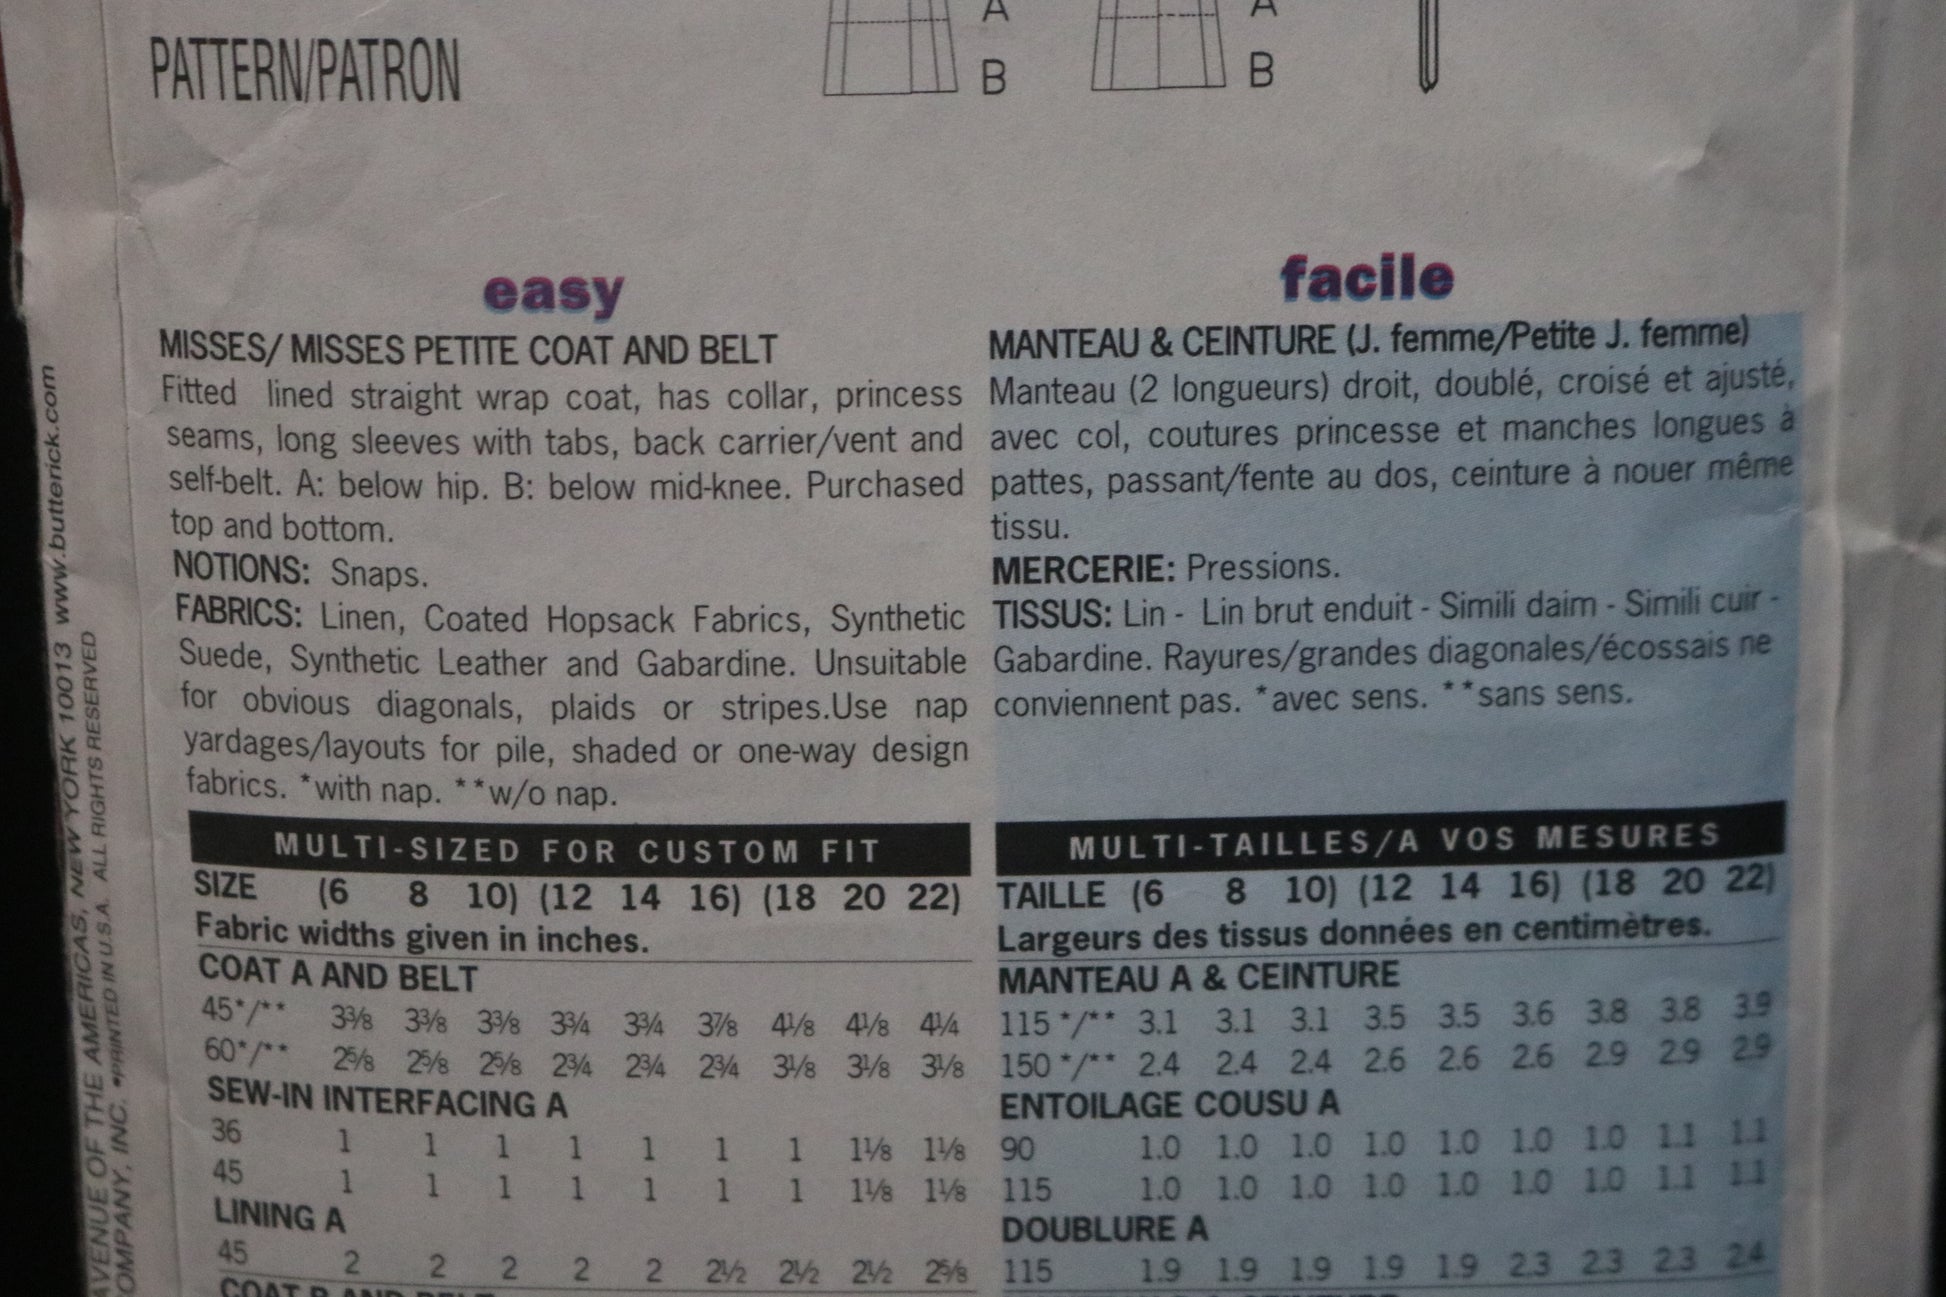 PATTERN/PATRON
A
B
A
B
easy
MISSES/ MISSES PETITE COAT AND BELT
Fitted lined straight wrap coat, has collar, princess
seams, long sleeves with tabs, back carrier/vent and
self-belt. A: below hip. B: below mid-knee. Purchased
top and bottom.
NOTIONS: Snaps.
FABRICS: Linen, Coated Hopsack Fabrics, Synthetic
Suede, Synthetic Leather and Gabardine. Unsuitable
for obvious diagonals, plaids or stripes.Use nap
yardages/layouts for pile, shaded or one-way design
fabrics. *with nap. **w/o nap.
MULTI-SIZED FOR CUSTOM FIT
SIZE (6 8 10) (12 14 16) (18 20 22)
Fabric widths given in inches.
COAT A AND BELT
45*/** 3⅜ 3⅜ 3⅜ 3¾ 3¾ 3⅞ 4⅛ 4⅛ 4¼
60*/** 2⅝ 2⅝ 2⅝ 2¾ 2¾ 2¾ 3⅛ 3⅛ 3⅛
SEW-IN INTERFACING A
36 1 1 1 1 1 1 1 1⅛ 1⅛
45 1 1 1 1 1 1 1 1⅛ 1⅛
LINING A
45 2 2 2 2 2 2½ 2½ 2½ 2⅝
COAT B AND BELT
facile
MANTEAU & CEINTURE (J. femme/Petite J. femme)
Manteau (2 longueurs) droit, doublé, croisé et ajusté,
avec col, coutures princesse et manches longues à
pattes, passant/fente au dos, ceinture à nouer même
tissu.
MERCERIE: Pressions.
TISSUS: Lin - Lin brut enduit - Simili daim - Simili cuir -
Gabardine. Rayures/grandes diagonales/écossais ne
conviennent pas. *avec sens. **sans sens.
MULTI-TAILLES/A VOS MESURES
TAILLE (6 8 10) (12 14 16) (18 20 22)
Largeurs des tissus données en centimètres.
MANTEAU A & CEINTURE
115 */** 3.1 3.1 3.1 3.5 3.5 3.6 3.8 3.8 3.9
150 */** 2.4 2.4 2.4 2.6 2.6 2.6 2.9 2.9 2.9
ENTOILAGE COUSU A
90 1.0 1.0 1.0 1.0 1.0 1.0 1.0 1.1 1.1
115 1.0 1.0 1.0 1.0 1.0 1.0 1.0 1.1 1.1
DOUBLURE A
115 1.9 1.9 1.9 1.9 1.9 2.3 2.3 2.3 2.4
AVENUE OF THE AMERICAS, NEW YORK 10013 www.butterick.com
COMPANY, INC. •PRINTED IN U.S.A. ALL RIGHTS RESERVED